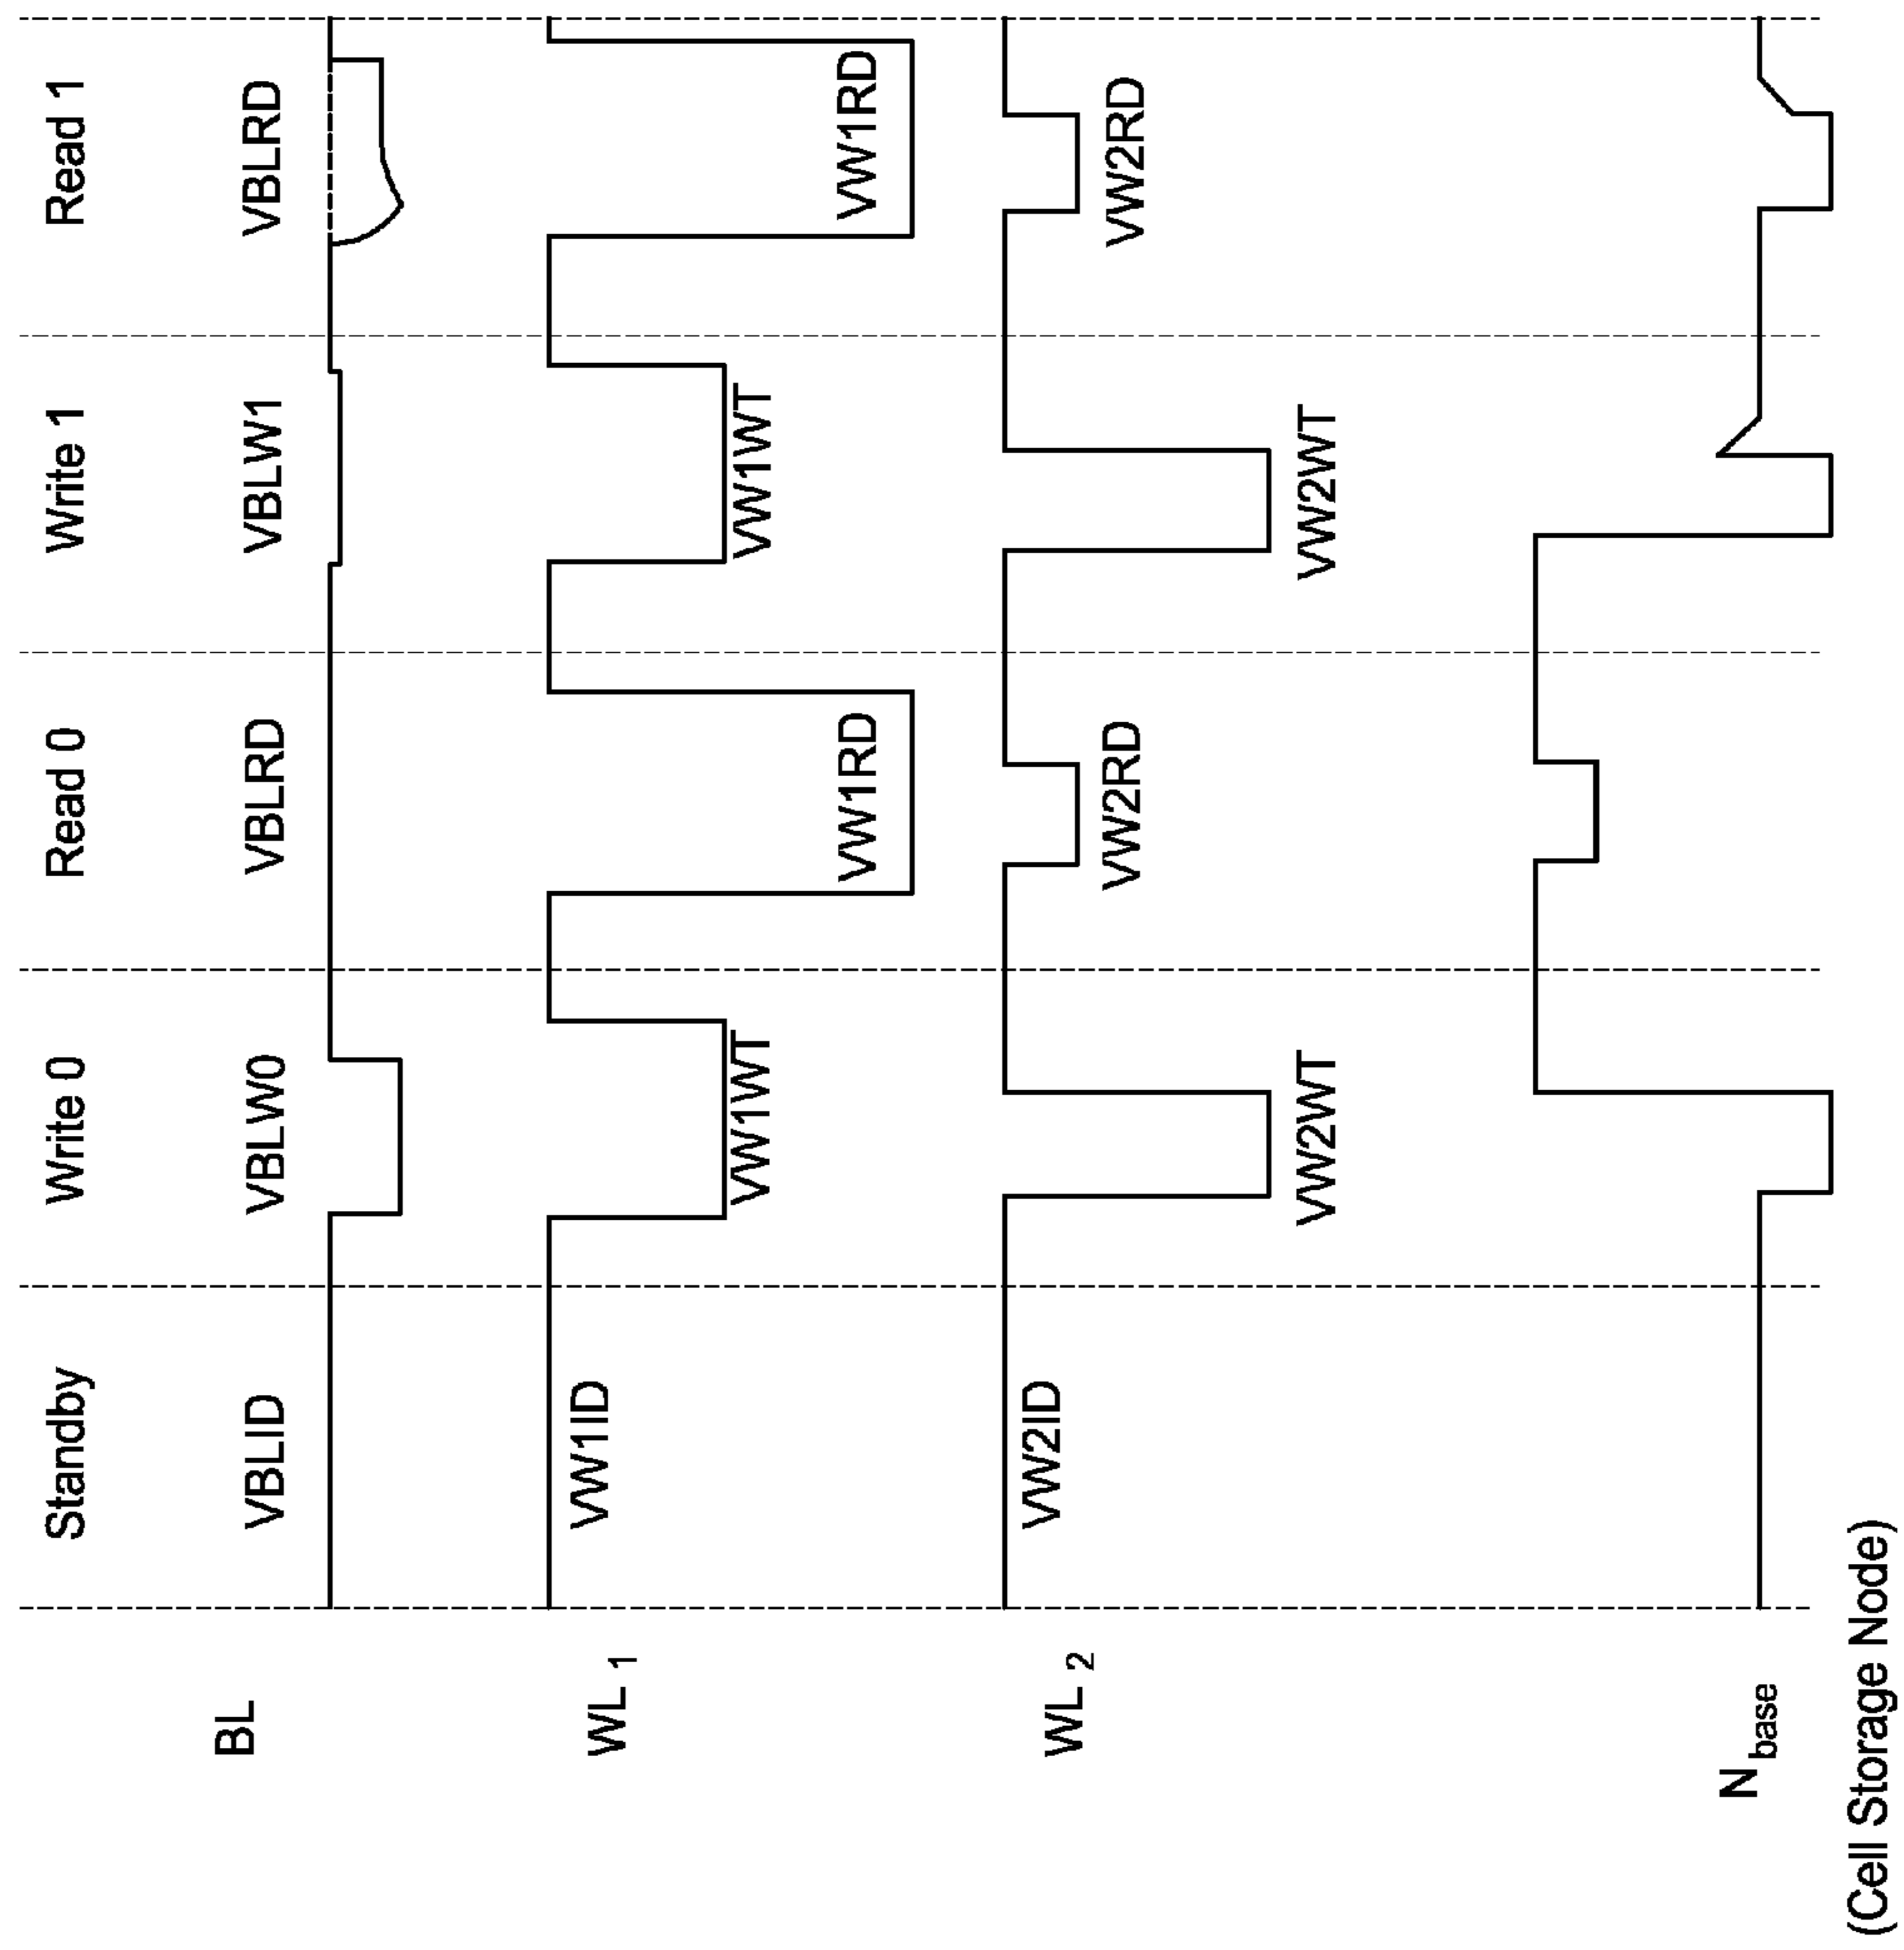 Standby Write 0 Read 0 Write 1 Read 1
BL VBLID VBLW0 VBLRD VBLW1 VBLRD
WL 1 VW1ID VW1WT VW1RD VW1WT VW1RD
WL 2 VW2ID VW2WT VW2RD VW2WT VW2RD
N base
(Cell Storage Node)